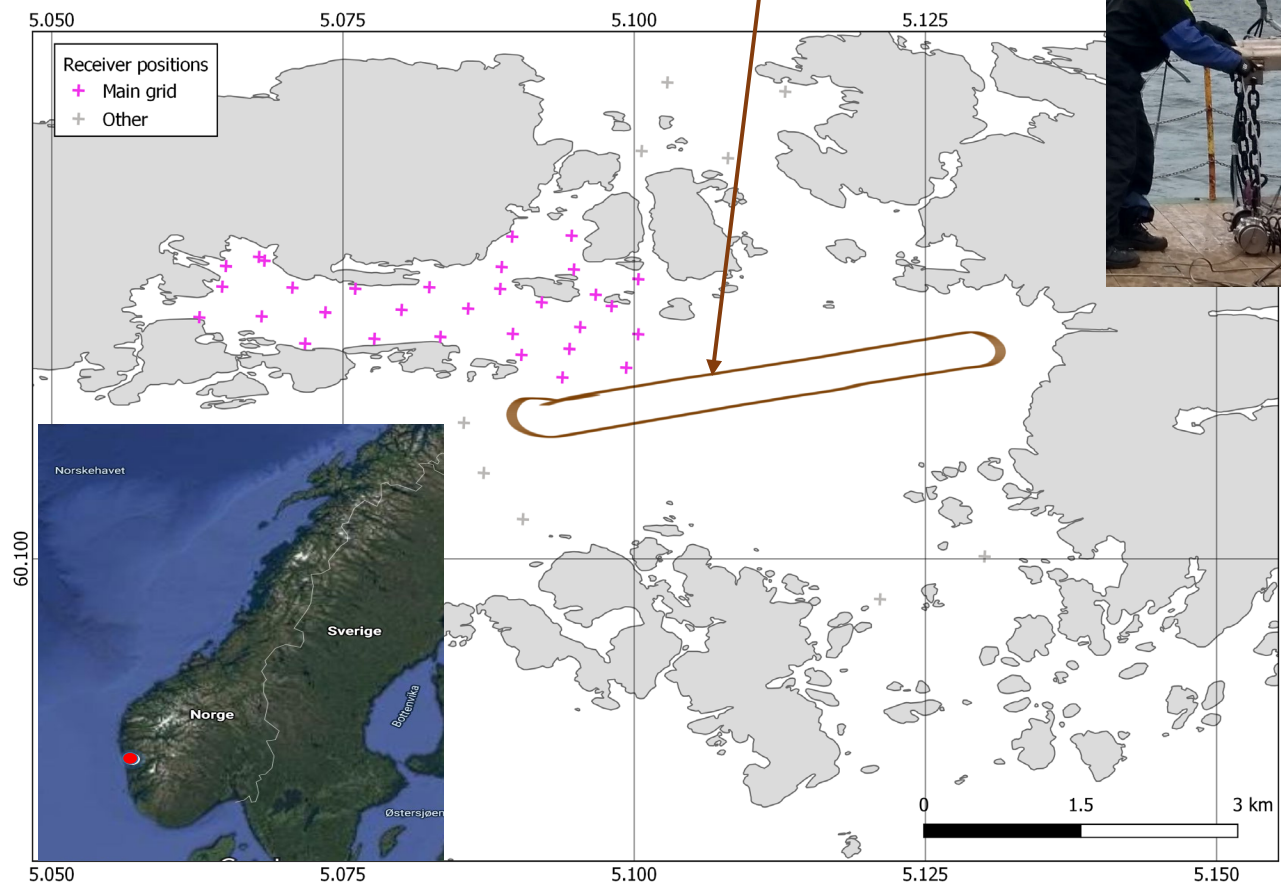 5.050
5.075
5.100
5.125
Receiver positions
Main grid
Other
Norskehavet
60.100
Sverige
Norge
Bottenvika
Østersjøen
0
1.5
3 km
5.050
5.075
5.100
5.125
5.150